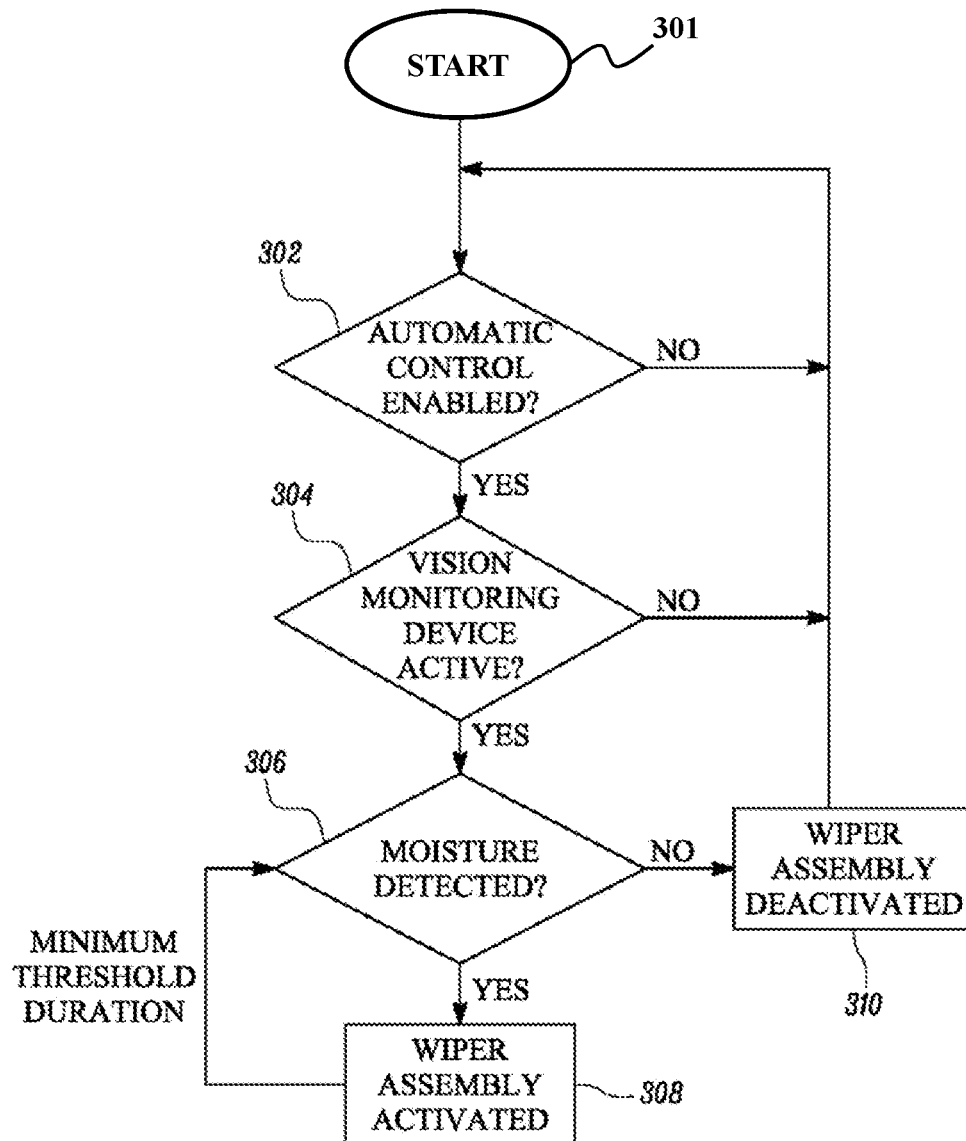 301
START
302
AUTOMATIC
CONTROL
ENABLED?
NO
YES
304
VISION
MONITORING
DEVICE
ACTIVE?
NO
YES
306
MOISTURE
DETECTED?
NO
WIPER
ASSEMBLY
DEACTIVATED
310
MINIMUM
THRESHOLD
DURATION
YES
WIPER
ASSEMBLY
ACTIVATED
308